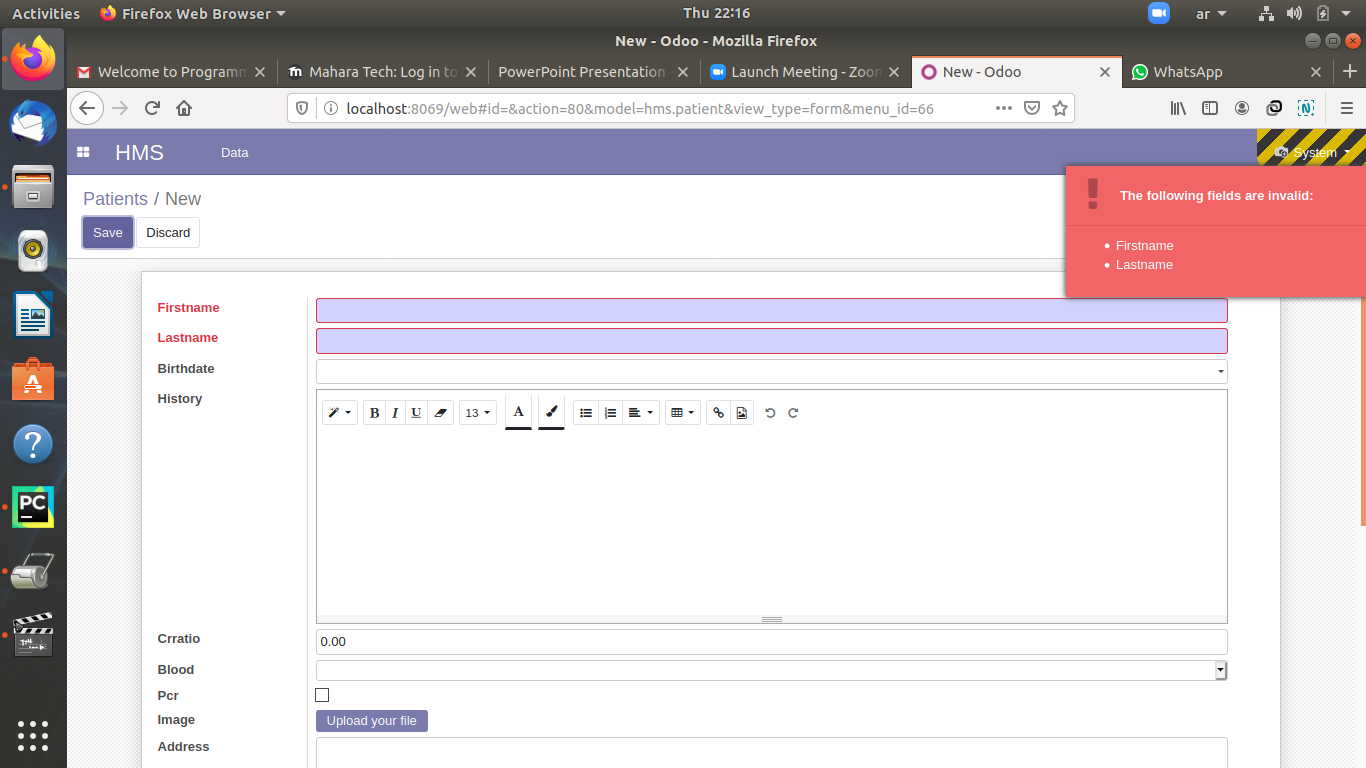 Activities Firefox Web Browser Thu 22:16 ar
New - Odoo - Mozilla Firefox
Welcome to Programm Mahara Tech: Log in to PowerPoint Presentation Launch Meeting - Zoom New - Odoo WhatsApp
localhost:8069/web#id=&action=80&model=hms.patient&view_type=form&menu_id=66
HMS Data System
Patients / New
Save Discard
The following fields are invalid:
Firstname
Lastname
Firstname
Lastname
Birthdate
History
B I U 13 A
Crratio 0.00
Blood
Pcr
Image Upload your file
Address
PC